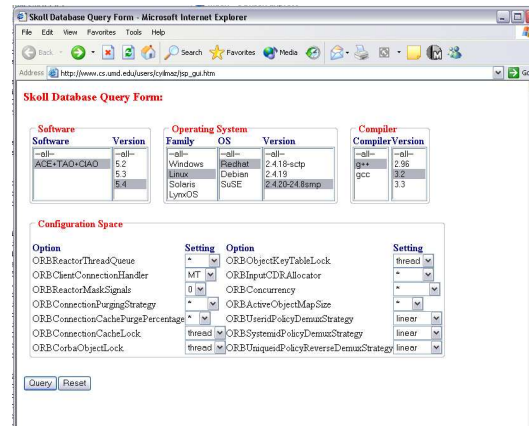 Skoll Database Query Form - Microsoft Internet Explorer
File Edit View Favorites Tools Help
Back Search Favorites Media
Address http://www.cs.umd.edu/users/cyilmaz/jsp_gui.htm Go
Skoll Database Query Form:
Software Operating System Compiler
Software Version Family OS Version Compiler Version
--all-- --all-- --all-- --all-- --all-- --all-- --all--
ACE+TAO+CIAO 5.2 Windows Redhat 2.4.18-sctp g++ 2.96
5.3 Linux Debian 2.4.19 gcc 3.2
5.4 Solaris SuSE 2.4.20-24.8smp 3.3
LynxOS
Configuration Space
Option Setting Option Setting
ORBReactorThreadQueue * ORBObjectKeyTableLock thread
ORBClientConnectionHandler MT ORBInputCDRAllocator *
ORBReactorMaskSignals 0 ORBConcurrency *
ORBConnectionPurgingStrategy * ORBActiveObjectMapSize *
ORBConnectionCachePurgePercentage * ORBUseridPolicyDemuxStrategy linear
ORBConnectionCacheLock thread ORBSystemidPolicyDemuxStrategy linear
ORBCorbaObjectLock thread ORBUniqueidPolicyReverseDemuxStrategy linear
Query Reset